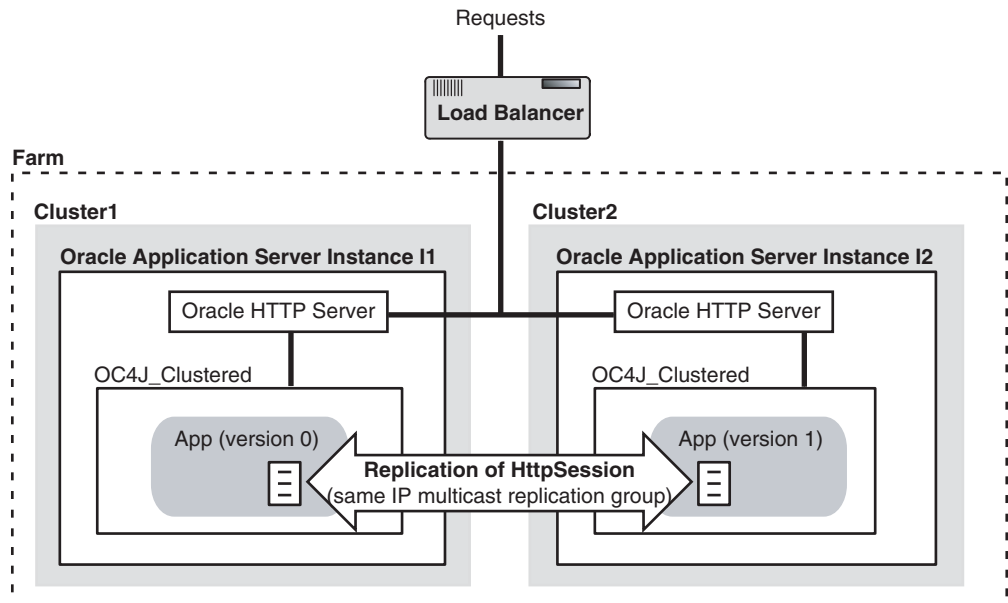 Requests
Load Balancer
Farm
Cluster1
Cluster2
Oracle Application Server Instance I1
Oracle Application Server Instance I2
Oracle HTTP Server
Oracle HTTP Server
OC4J_Clustered
OC4J_Clustered
App (version 0)
App (version 1)
Replication of HttpSession
(same IP multicast replication group)